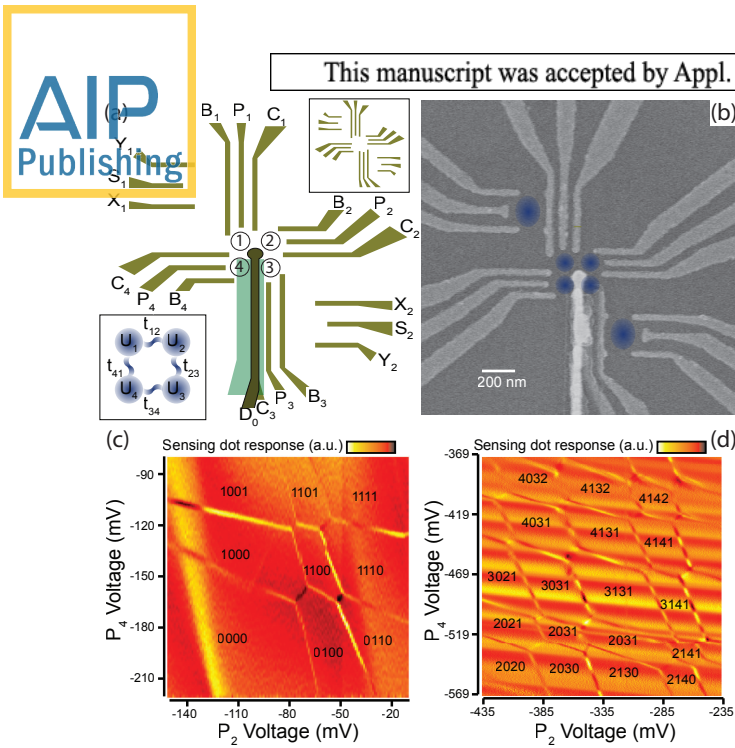 AIP
Publishing
This manuscript was accepted by Appl.
(a)
B1 P1 C1
Y1
S1
X1
B2 P2 C2
1 2
4 3
C4 P4 B4
X2
S2
Y2
D0 C3 P3 B3
t12
U1 U2
t41 t23
U4 U3
t34
(b)
200 nm
(c)
Sensing dot response (a.u.)
P4 Voltage (mV)
-80
-120
-160
-180
-210
1001 1101 1111
1000 1100 1110
0000 0100 0110
-140 -110 -80 -50 -20
P2 Voltage (mV)
(d)
Sensing dot response (a.u.)
P4 Voltage (mV)
-369
-419
-469
-519
-569
4032 4132 4142
4031 4131 4141
3021 3031 3131 3141
2021 2031 2031 2141
2020 2030 2130 2140
-435 -385 -335 -285 -235
P2 Voltage (mV)